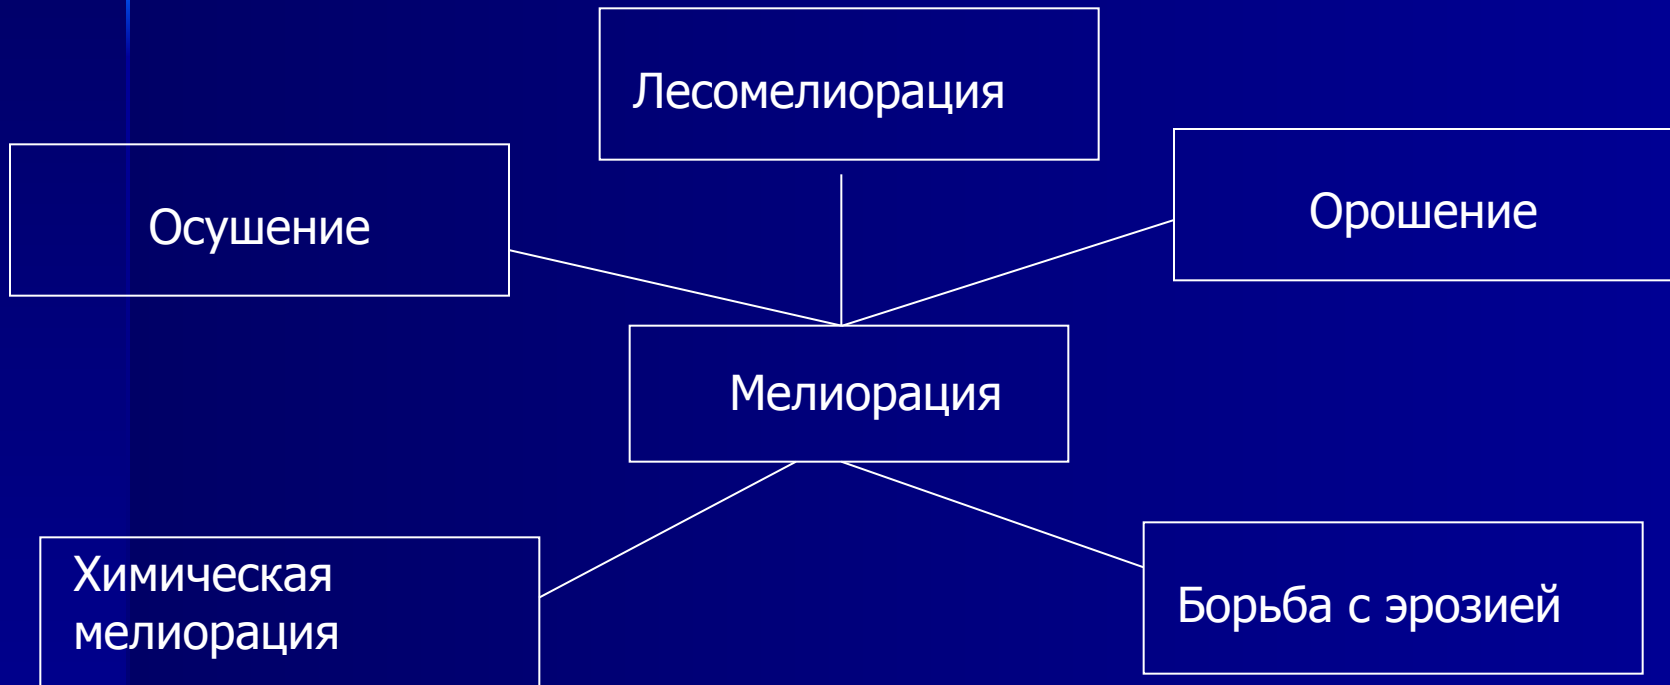 Лесомелиорация
Осушение
Орошение
Мелиорация
Химическая
мелиорация
Борьба с эрозией